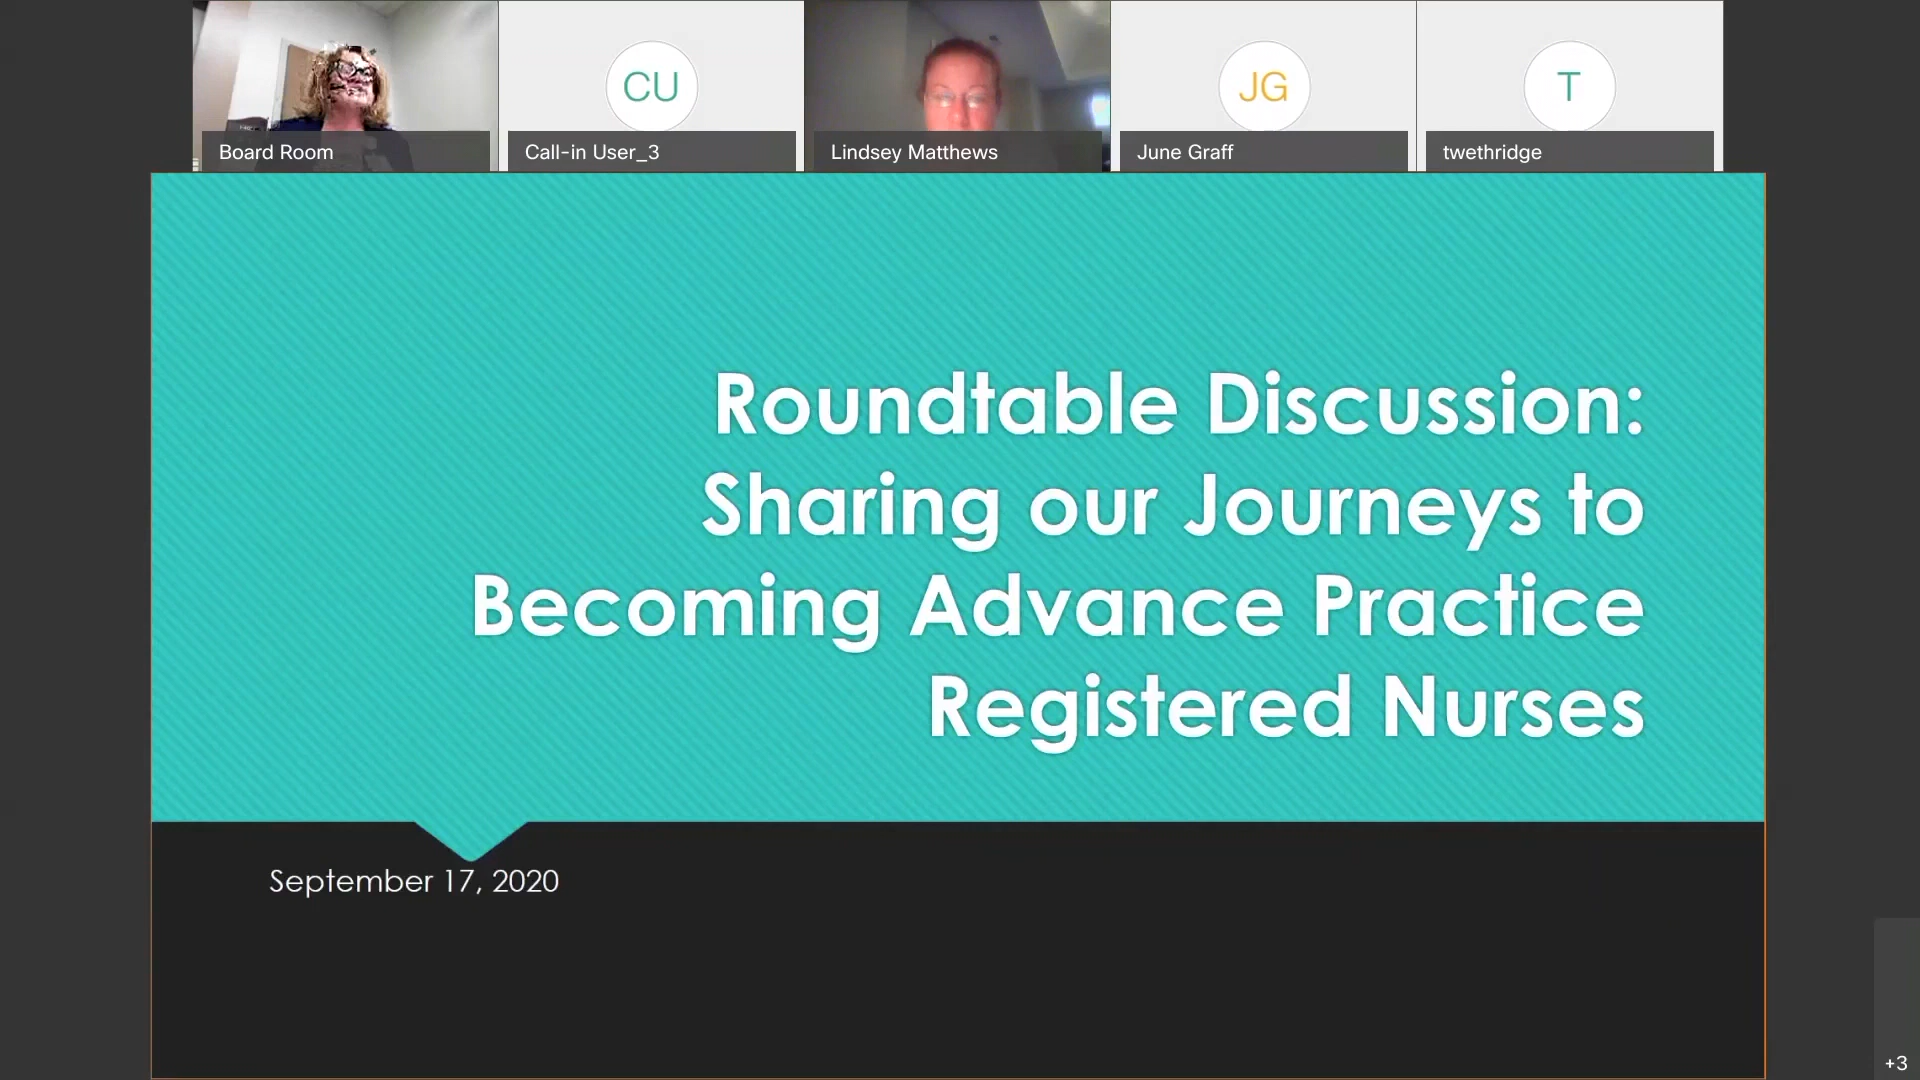 CU
JG
T
Board Room
Call-in User_3
Lindsey Matthews
June Graff
twethridge
Roundtable Discussion:
Sharing our Journeys to
Becoming Advance Practice
Registered Nurses
September 17, 2020
+3